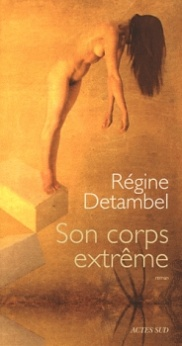 Régine
Detambel
Son corps
extrême
roman
ACTES SUD